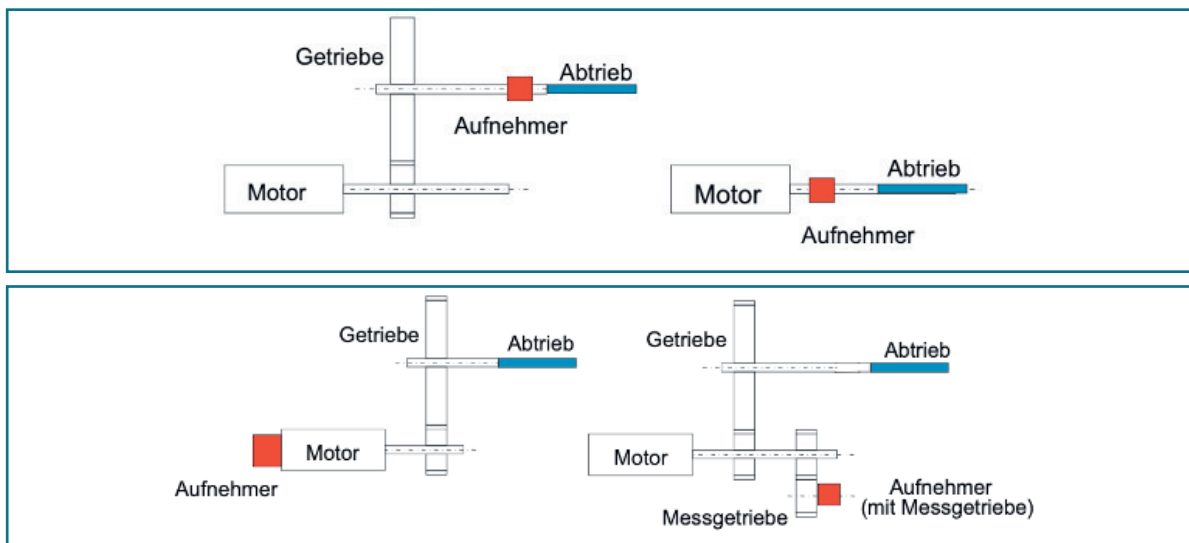 Getriebe
Abtrieb
Aufnehmer
Motor
Abtrieb
Motor
Aufnehmer
Getriebe
Abtrieb
Motor
Aufnehmer
Getriebe
Abtrieb
Motor
Messgetriebe
Aufnehmer
(mit Messgetriebe)